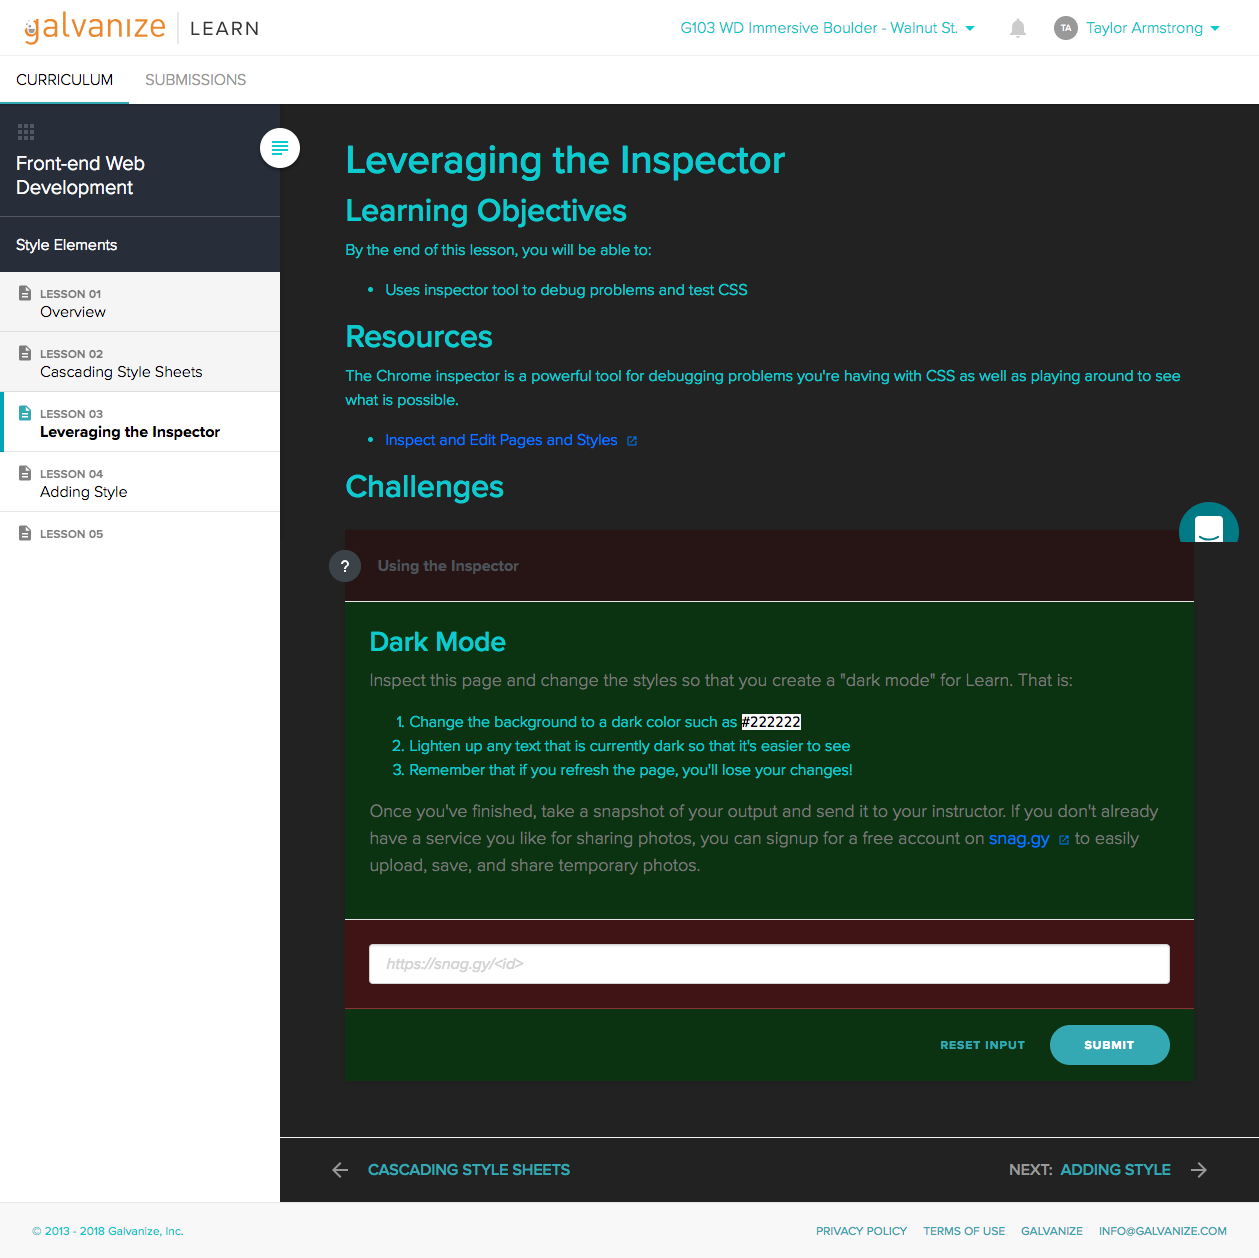 galvanize LEARN
G103 WD Immersive Boulder - Walnut St.
TA Taylor Armstrong
CURRICULUM SUBMISSIONS
Front-end Web
Development
Style Elements
LESSON 01
Overview
LESSON 02
Cascading Style Sheets
LESSON 03
Leveraging the Inspector
LESSON 04
Adding Style
LESSON 05
Leveraging the Inspector
Learning Objectives
By the end of this lesson, you will be able to:
• Uses inspector tool to debug problems and test CSS
Resources
The Chrome inspector is a powerful tool for debugging problems you're having with CSS as well as playing around to see
what is possible.
• Inspect and Edit Pages and Styles
Challenges
? Using the Inspector
Dark Mode
Inspect this page and change the styles so that you create a "dark mode" for Learn. That is:
1. Change the background to a dark color such as #222222
2. Lighten up any text that is currently dark so that it's easier to see
3. Remember that if you refresh the page, you'll lose your changes!
Once you've finished, take a snapshot of your output and send it to your instructor. If you don't already
have a service you like for sharing photos, you can signup for a free account on snag.gy to easily
upload, save, and share temporary photos.
https://snag.gy/<id>
RESET INPUT SUBMIT
CASCADING STYLE SHEETS
NEXT: ADDING STYLE
© 2013 - 2018 Galvanize, Inc.
PRIVACY POLICY TERMS OF USE GALVANIZE INFO@GALVANIZE.COM